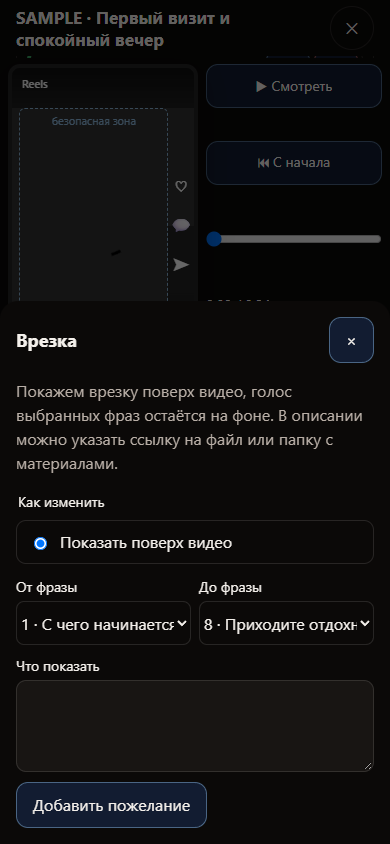 SAMPLE · Первый визит и
спокойный вечер
Reels
безопасная зона
Смотреть
С начала
Врезка
×
Покажем врезку поверх видео, голос
выбранных фраз остаётся на фоне. В описании
можно указать ссылку на файл или папку с
материалами.
Как изменить
Показать поверх видео
От фразы
До фразы
1 · С чего начинается
8 · Приходите отдохн
Что показать
Добавить пожелание